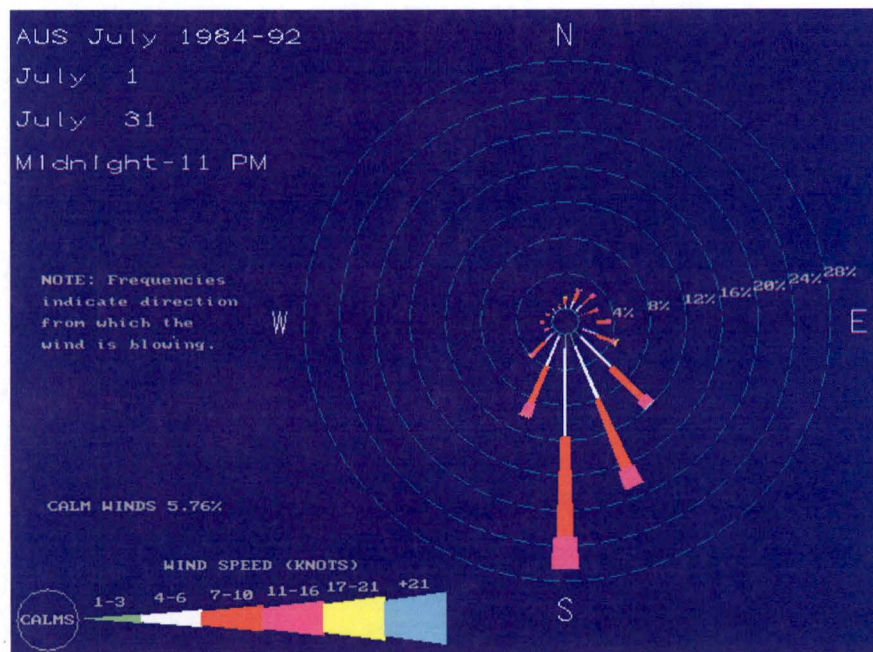 AUS July 1984-92
July 1
July 31
Midnight-11 PM
N
W
E
S
4% 8% 12% 16% 20% 24% 28%
NOTE: Frequencies
indicate direction
from which the
wind is blowing.
CALM WINDS 5.76%
WIND SPEED (KNOTS)
1-3 4-6 7-10 11-16 17-21 +21
CALMS